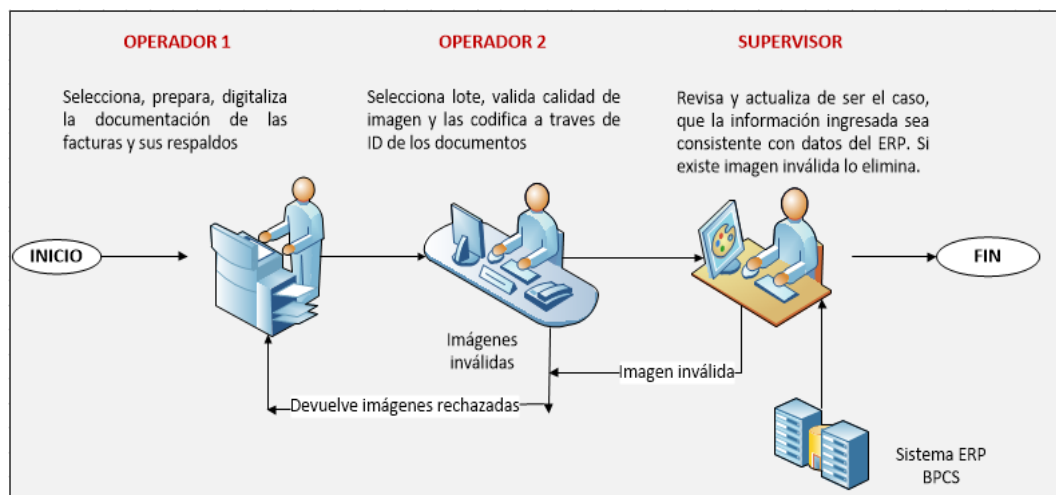 OPERADOR 1
Selecciona, prepara, digitaliza
la documentación de las
facturas y sus respaldos
OPERADOR 2
Selecciona lote, valida calidad de
imagen y las codifica a traves de
ID de los documentos
SUPERVISOR
Revisa y actualiza de ser el caso,
que la información ingresada sea
consistente con datos del ERP. Si
existe imagen inválida lo elimina.
INICIO
FIN
Imágenes
inválidas
Imagen inválida
Devuelve imágenes rechazadas
Sistema ERP
BPCS